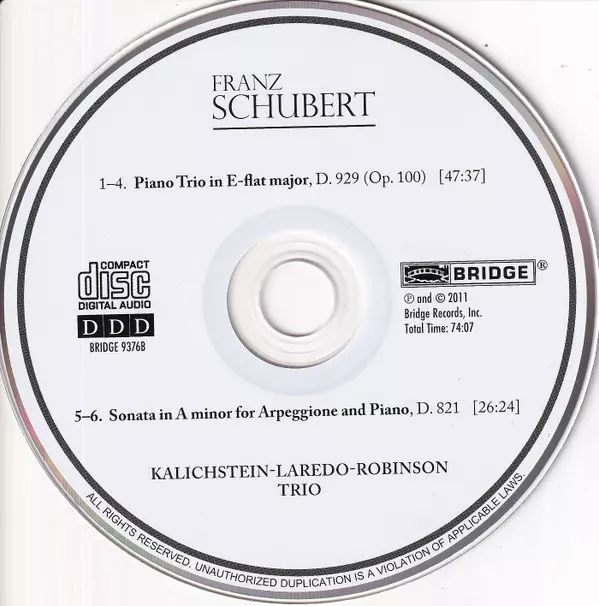 FRANZ
SCHUBERT
1–4. Piano Trio in E-flat major, D. 929 (Op. 100) [47:37]
COMPACT
disc
DIGITAL AUDIO
DDD
BRIDGE 9376B
BRIDGE®
℗ and © 2011
Bridge Records, Inc.
Total Time: 74:07
5–6. Sonata in A minor for Arpeggione and Piano, D. 821 [26:24]
KALICHSTEIN-LAREDO-ROBINSON
TRIO
ALL RIGHTS RESERVED. UNAUTHORIZED DUPLICATION IS A VIOLATION OF APPLICABLE LAWS.